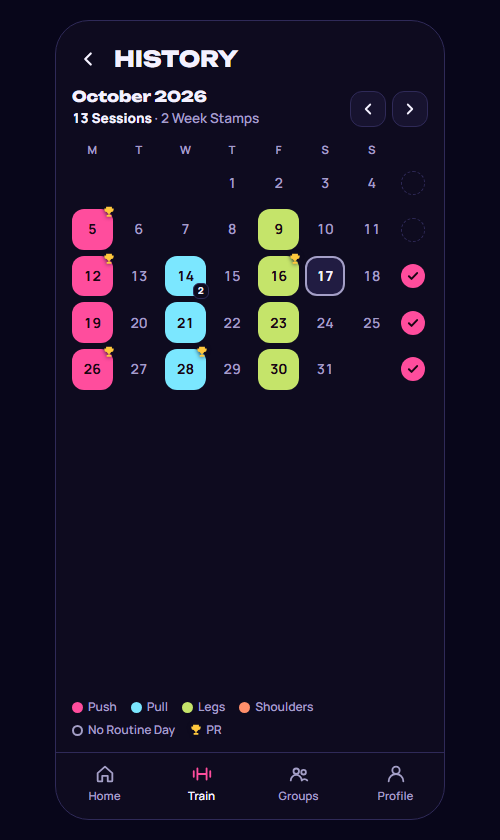 HISTORY
October 2026
13 Sessions · 2 Week Stamps
M T W T F S S
1 2 3 4
5 6 7 8 9 10 11
12 13 14 2 15 16 17 18
19 20 21 22 23 24 25
26 27 28 29 30 31
Push Pull Legs Shoulders
No Routine Day PR
Home Train Groups Profile